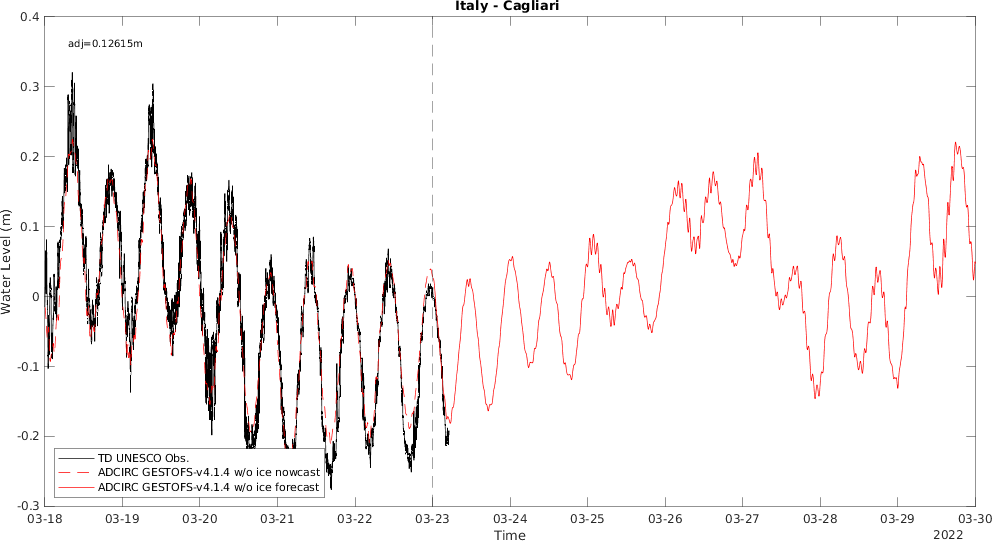 Italy - Cagliari
adj=0.12615m
0.4
0.3
0.2
0.1
0
-0.1
-0.2
-0.3
Water Level (m)
TD UNESCO Obs.
ADCIRC GESTOFS-v4.1.4 w/o ice nowcast
ADCIRC GESTOFS-v4.1.4 w/o ice forecast
03-18 03-19 03-20 03-21 03-22 03-23 03-24 03-25 03-26 03-27 03-28 03-29 03-30
Time
2022